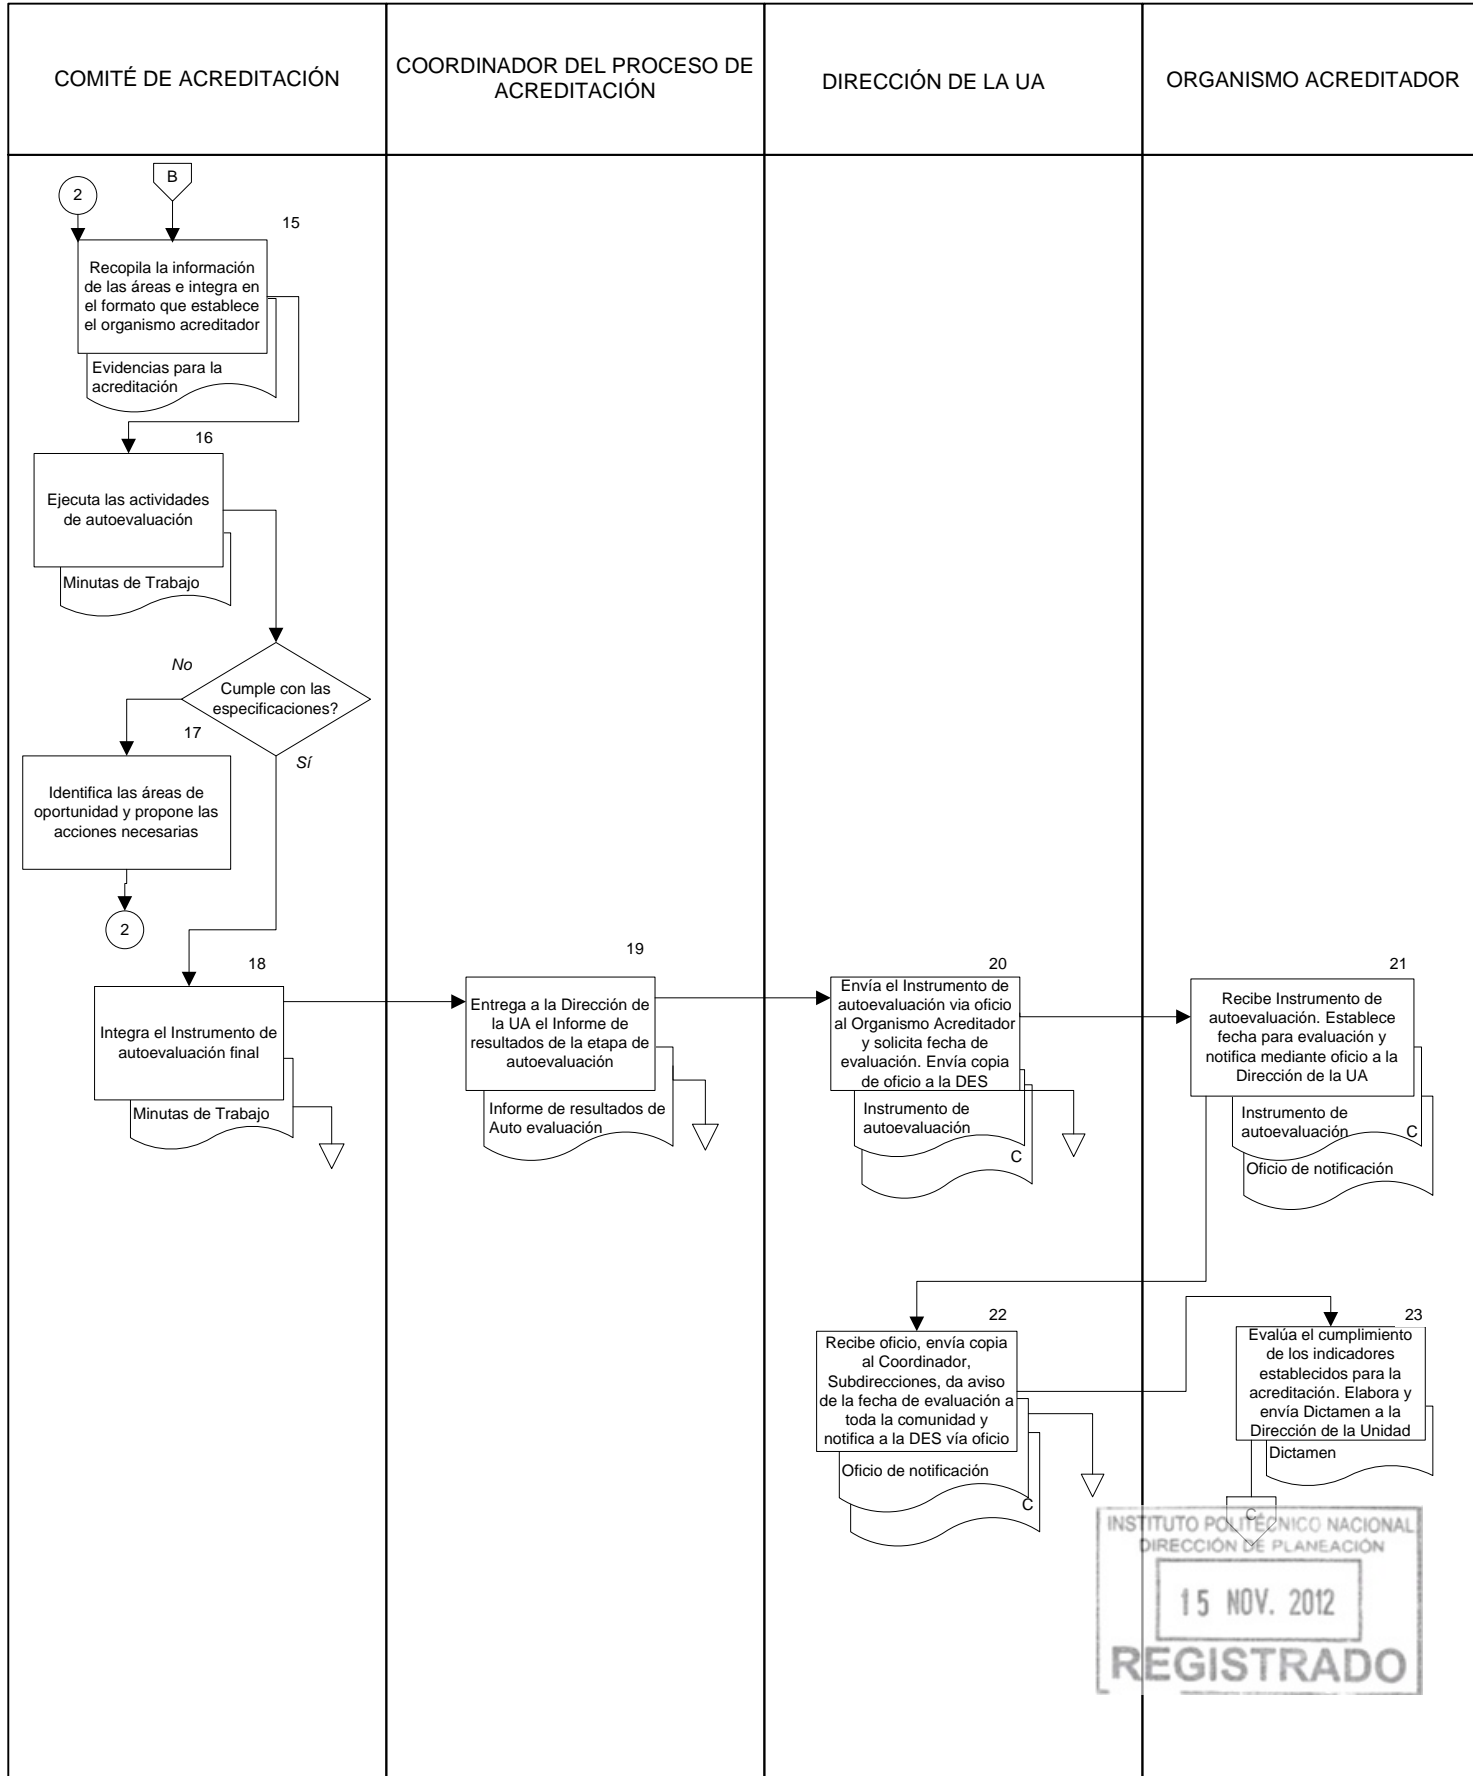 COMITÉ DE ACREDITACIÓN
COORDINADOR DEL PROCESO DE
ACREDITACIÓN
DIRECCIÓN DE LA UA
ORGANISMO ACREDITADOR
2
B
15
Recopila la información
de las áreas e integra en
el formato que establece
el organismo acreditador
Evidencias para la
acreditación
16
Ejecuta las actividades
de autoevaluación
Minutas de Trabajo
No
Cumple con las
especificaciones?
17
Sí
Identifica las áreas de
oportunidad y propone las
acciones necesarias
2
18
Integra el Instrumento de
autoevaluación final
Minutas de Trabajo
19
Entrega a la Dirección de
la UA el Informe de
resultados de la etapa de
autoevaluación
Informe de resultados de
Auto evaluación
20
Envía el Instrumento de
autoevaluación via oficio
al Organismo Acreditador
y solicita fecha de
evaluación. Envía copia
de oficio a la DES
Instrumento de
autoevaluación
C
21
Recibe Instrumento de
autoevaluación. Establece
fecha para evaluación y
notifica mediante oficio a la
Dirección de la UA
Instrumento de
autoevaluación
C
Oficio de notificación
22
Recibe oficio, envía copia
al Coordinador,
Subdirecciones, da aviso
de la fecha de evaluación a
toda la comunidad y
notifica a la DES vía oficio
Oficio de notificación
C
23
Evalúa el cumplimiento
de los indicadores
establecidos para la
acreditación. Elabora y
envía Dictamen a la
Dirección de la Unidad
Dictamen
C
INSTITUTO POLITÉCNICO NACIONAL
DIRECCIÓN DE PLANEACIÓN
15 NOV. 2012
REGISTRADO